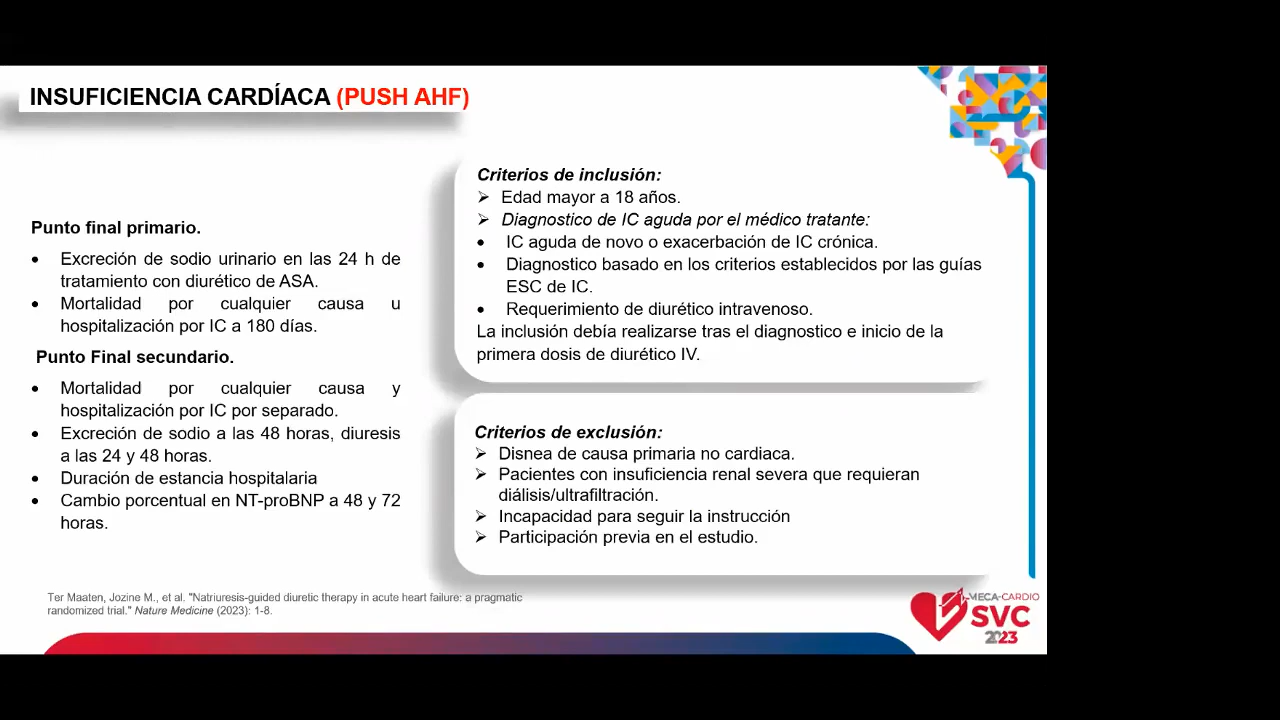 INSUFICIENCIA CARDÍACA (PUSH AHF)
Punto final primario.
• Excreción de sodio urinario en las 24 h de
tratamiento con diurético de ASA.
• Mortalidad por cualquier causa u
hospitalización por IC a 180 días.
Punto Final secundario.
• Mortalidad por cualquier causa y
hospitalización por IC por separado.
• Excreción de sodio a las 48 horas, diuresis
a las 24 y 48 horas.
• Duración de estancia hospitalaria
• Cambio porcentual en NT-proBNP a 48 y 72
horas.
Criterios de inclusión:
➢ Edad mayor a 18 años.
➢ Diagnostico de IC aguda por el médico tratante:
• IC aguda de novo o exacerbación de IC crónica.
• Diagnostico basado en los criterios establecidos por las guías
ESC de IC.
• Requerimiento de diurético intravenoso.
La inclusión debía realizarse tras el diagnostico e inicio de la
primera dosis de diurético IV.
Criterios de exclusión:
➢ Disnea de causa primaria no cardiaca.
➢ Pacientes con insuficiencia renal severa que requieran
diálisis/ultrafiltración.
➢ Incapacidad para seguir la instrucción
➢ Participación previa en el estudio.
Ter Maaten, Jozine M., et al. "Natriuresis-guided diuretic therapy in acute heart failure: a pragmatic
randomized trial." Nature Medicine (2023): 1-8.
MECA-CARDIO
SVC
2023